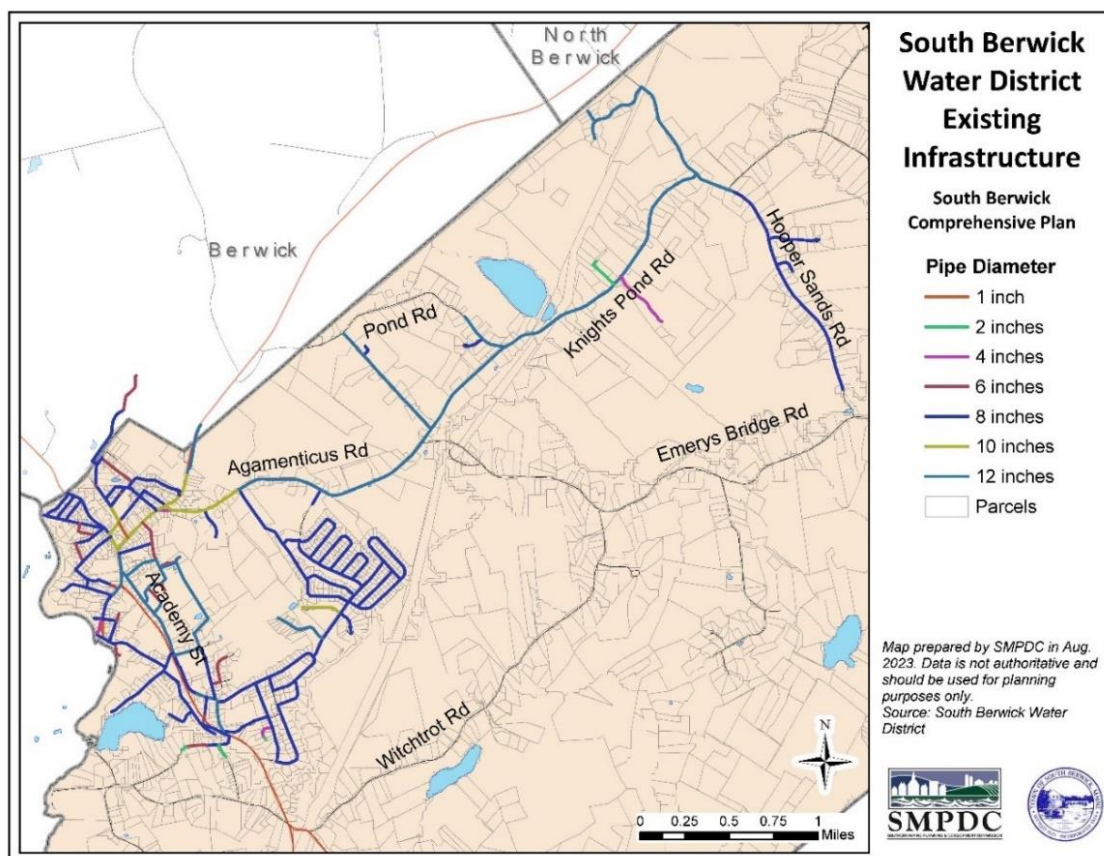 South Berwick
Water District
Existing
Infrastructure
South Berwick
Comprehensive Plan
Pipe Diameter
1 inch
2 inches
4 inches
6 inches
8 inches
10 inches
12 inches
Parcels
North
Berwick
Berwick
Hooper Sands Rd
Knights Pond Rd
Pond Rd
Emerys Bridge Rd
Agamenticus Rd
Academy St
Witchtrot Rd
N
0 0.25 0.5 1
Miles
Map prepared by SMPDC in Aug.
2023. Data is not authoritative and
should be used for planning
purposes only.
Source: South Berwick Water
District
SMPDC